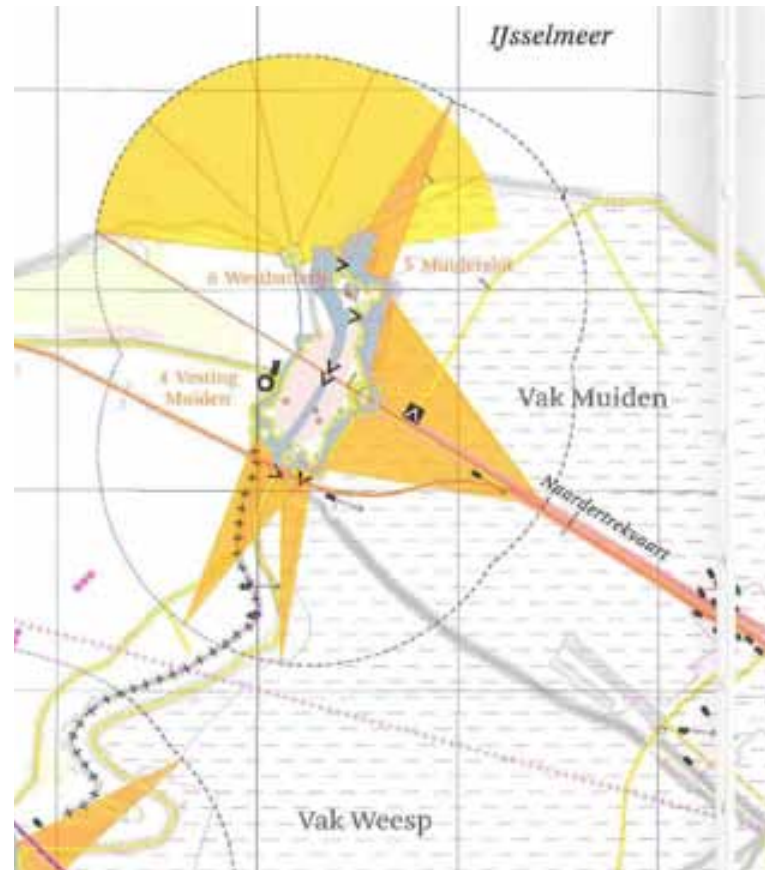 IJsselmeer
6 Westbatterij
5 Muiderslot
4 Vesting
Muiden
Vak Muiden
Naardertrekvaart
Vak Weesp